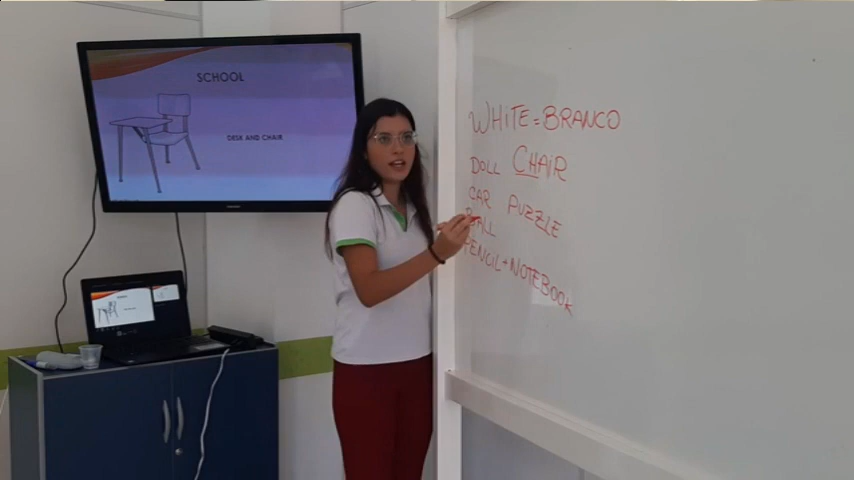 SCHOOL
DESK AND CHAIR
WHITE = BRANCO
DOLL CHAIR
CAR PUZZLE
BALL
PENCIL + NOTEBOOK